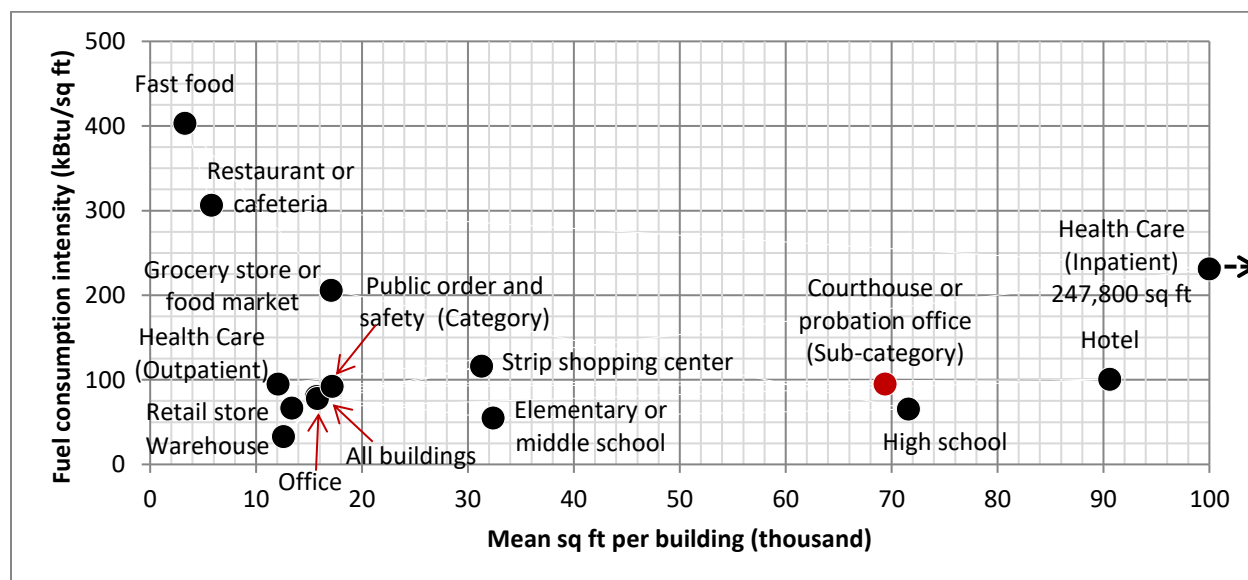 Fuel consumption intensity (kBtu/sq ft)
500
400
300
200
100
0
Fast food
Restaurant or
cafeteria
Grocery store or
food market
Public order and
safety  (Category)
Health Care
(Outpatient)
Retail store
Warehouse
Office
All buildings
Strip shopping center
Elementary or
middle school
Courthouse or
probation office
(Sub-category)
High school
Health Care
(Inpatient)
247,800 sq ft
Hotel
0 10 20 30 40 50 60 70 80 90 100
Mean sq ft per building (thousand)